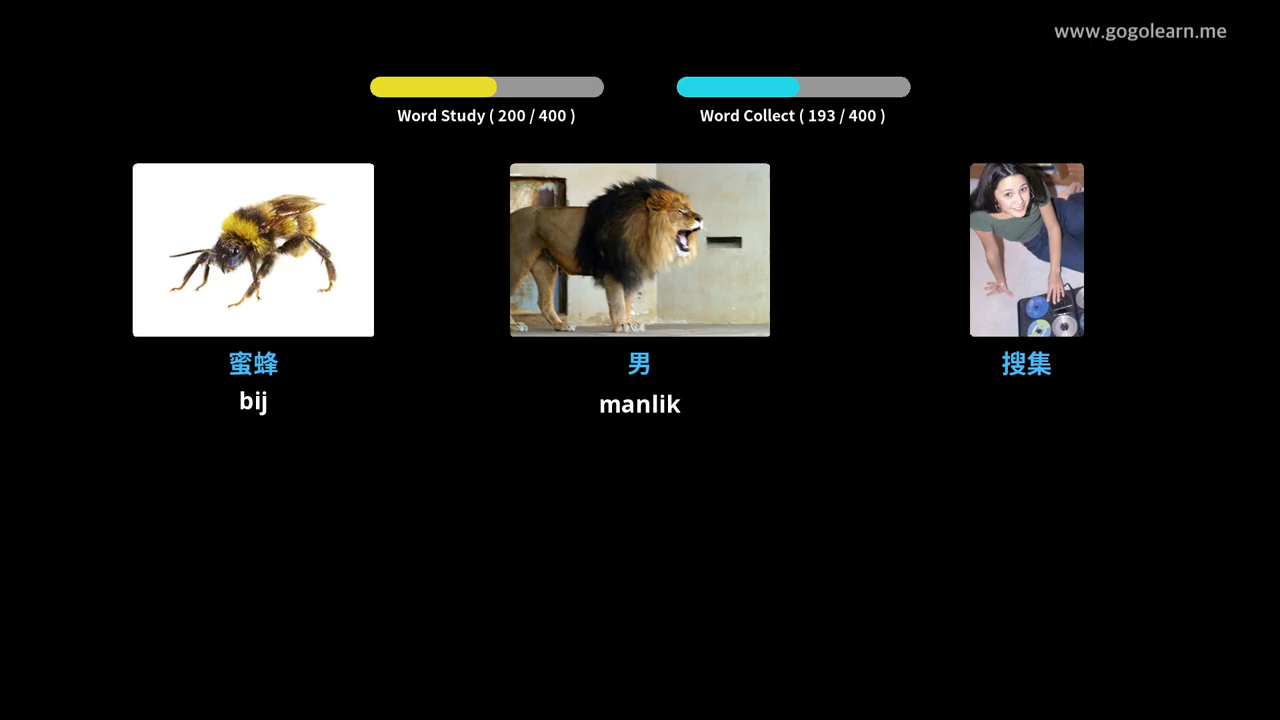 www.gogolearn.me
Word Study ( 200 / 400 )
Word Collect ( 193 / 400 )
蜜蜂
bij
男
manlik
搜集